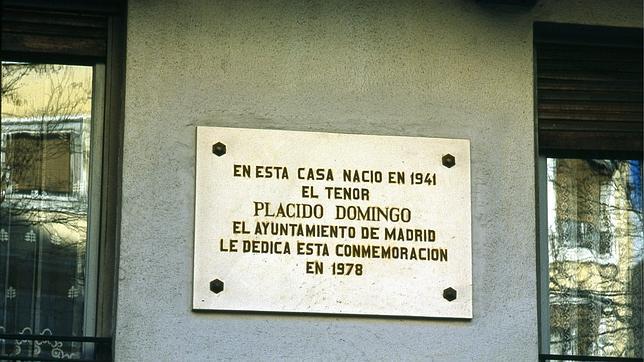 EN ESTA CASA NACIO EN 1941
EL TENOR
PLACIDO DOMINGO
EL AYUNTAMIENTO DE MADRID
LE DEDICA ESTA CONMEMORACION
EN 1978